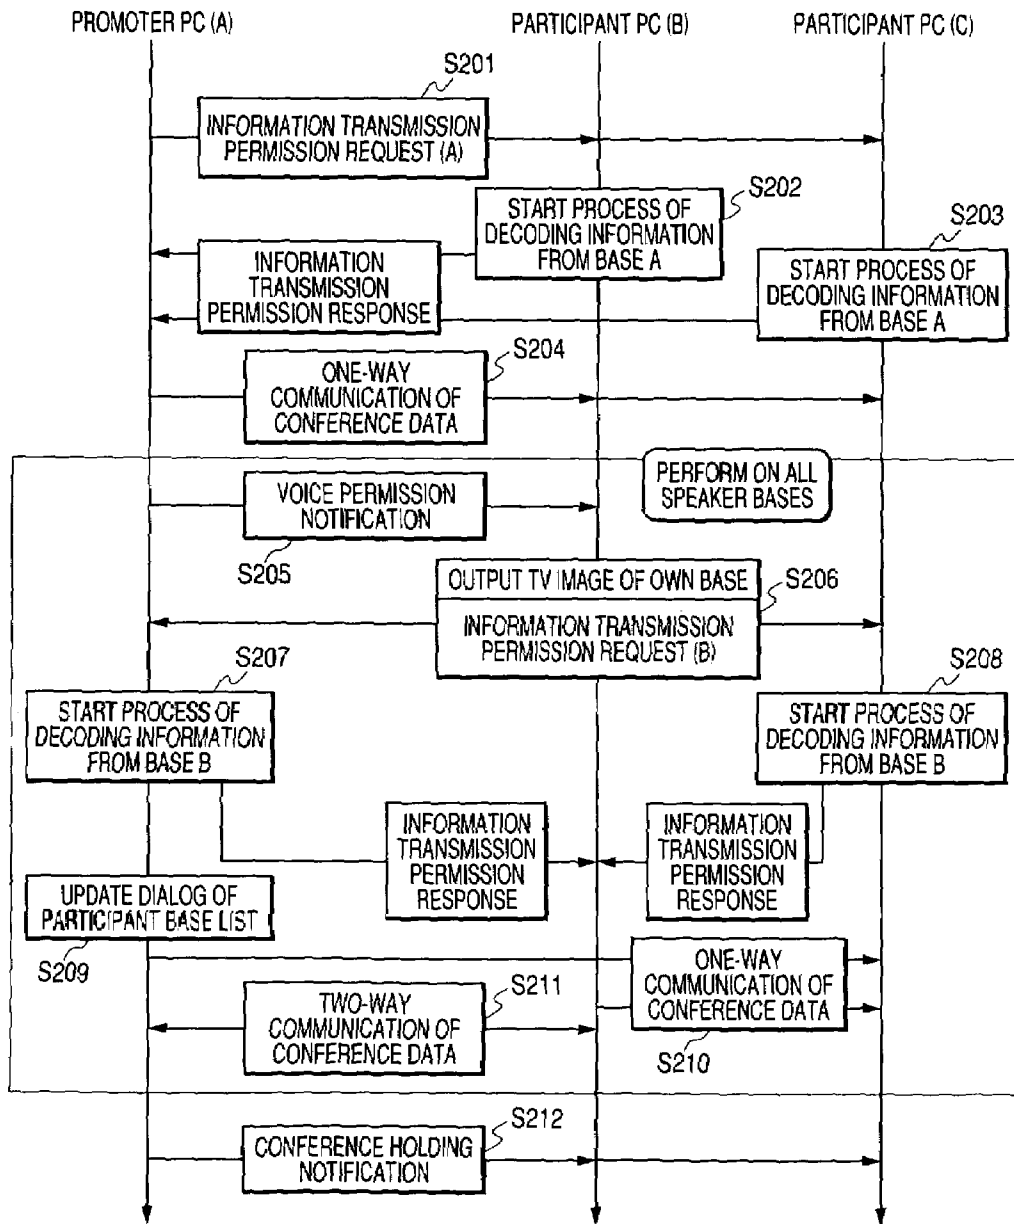 PROMOTER PC (A)
PARTICIPANT PC (B)
PARTICIPANT PC (C)
S201
INFORMATION TRANSMISSION
PERMISSION REQUEST (A)
S202
START PROCESS OF
DECODING INFORMATION
FROM BASE A
S203
START PROCESS OF
DECODING INFORMATION
FROM BASE A
INFORMATION
TRANSMISSION
PERMISSION RESPONSE
S204
ONE-WAY
COMMUNICATION OF
CONFERENCE DATA
PERFORM ON ALL
SPEAKER BASES
VOICE PERMISSION
NOTIFICATION
S205
OUTPUT TV IMAGE OF OWN BASE
S206
INFORMATION TRANSMISSION
PERMISSION REQUEST (B)
S207
START PROCESS OF
DECODING INFORMATION
FROM BASE B
S208
START PROCESS OF
DECODING INFORMATION
FROM BASE B
INFORMATION
TRANSMISSION
PERMISSION
RESPONSE
INFORMATION
TRANSMISSION
PERMISSION
RESPONSE
UPDATE DIALOG OF
PARTICIPANT BASE LIST
S209
ONE-WAY
COMMUNICATION OF
CONFERENCE DATA
S210
S211
TWO-WAY
COMMUNICATION OF
CONFERENCE DATA
S212
CONFERENCE HOLDING
NOTIFICATION